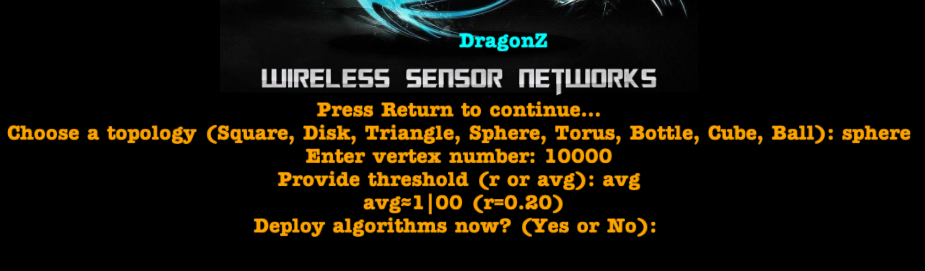 DragonZ
WIRELESS SENSOR NETWORKS
Press Return to continue...
Choose a topology (Square, Disk, Triangle, Sphere, Torus, Bottle, Cube, Ball): sphere
Enter vertex number: 10000
Provide threshold (r or avg): avg
avg≈1|00 (r=0.20)
Deploy algorithms now? (Yes or No):